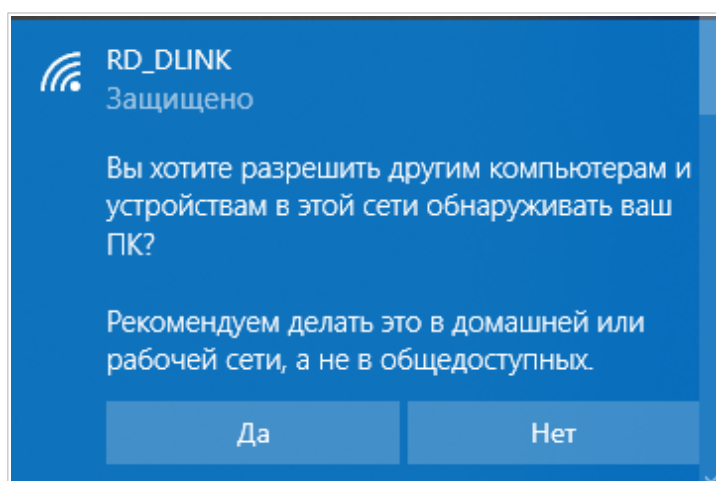 RD_DLINK
Защищено
Вы хотите разрешить другим компьютерам и
устройствам в этой сети обнаруживать ваш
ПК?
Рекомендуем делать это в домашней или
рабочей сети, а не в общедоступных.
Да
Нет